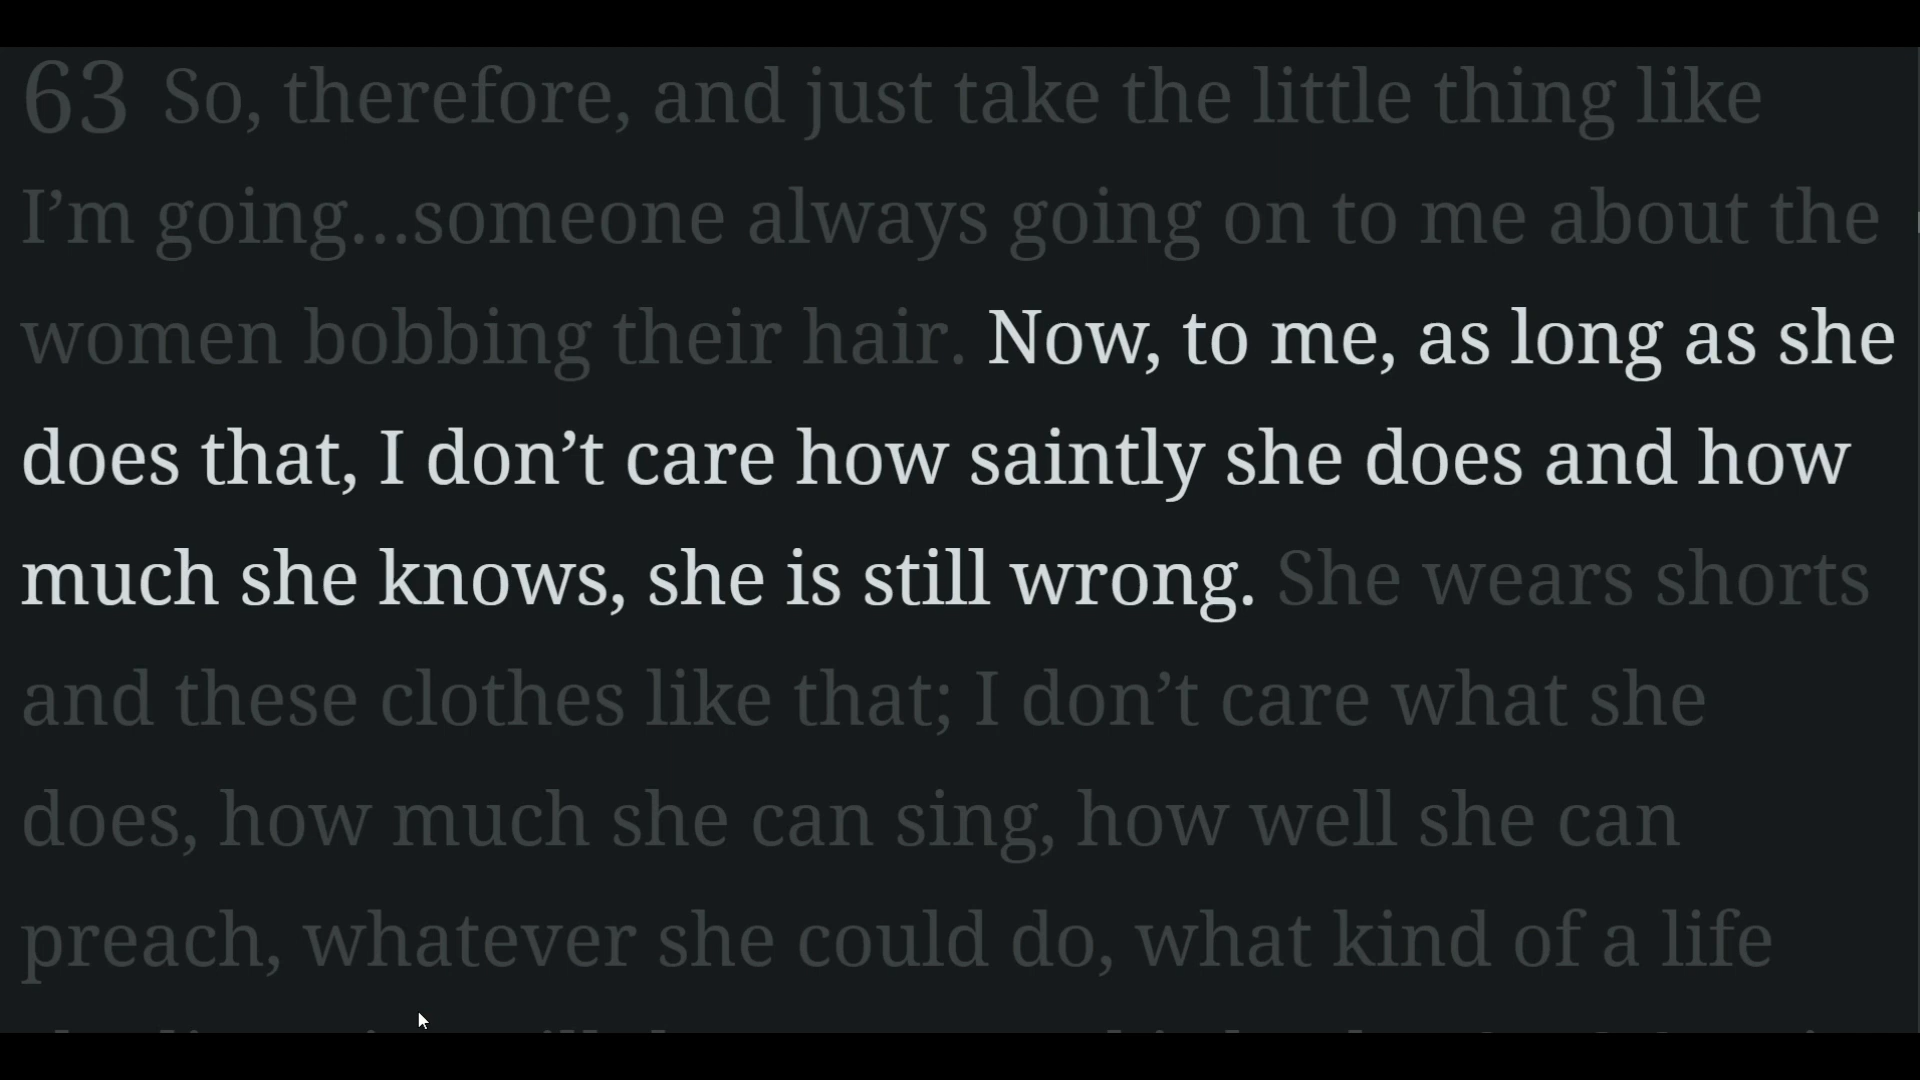 63 So, therefore, and just take the little thing like
I’m going…someone always going on to me about the
women bobbing their hair. Now, to me, as long as she
does that, I don’t care how saintly she does and how
much she knows, she is still wrong. She wears shorts
and these clothes like that; I don’t care what she
does, how much she can sing, how well she can
preach, whatever she could do, what kind of a life